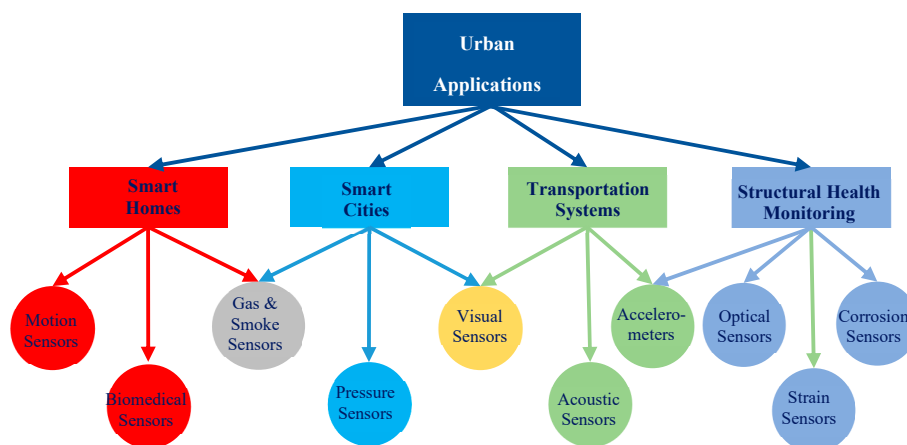 Urban
Applications
Smart
Homes
Smart
Cities
Transportation
Systems
Structural Health
Monitoring
Motion
Sensors
Biomedical
Sensors
Gas &
Smoke
Sensors
Pressure
Sensors
Visual
Sensors
Acoustic
Sensors
Accelero-
meters
Optical
Sensors
Strain
Sensors
Corrosion
Sensors